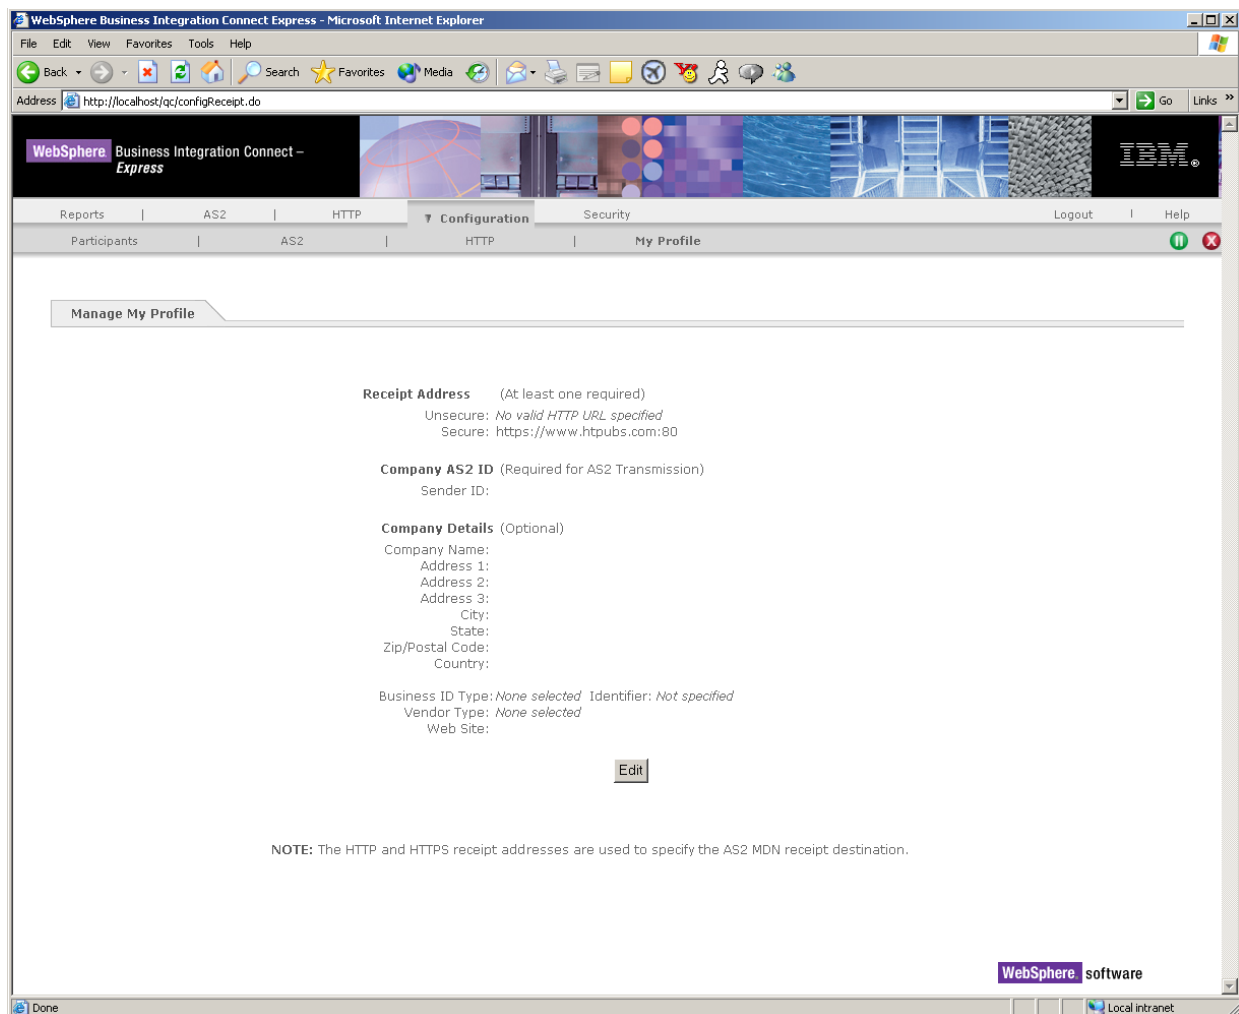 WebSphere Business Integration Connect Express - Microsoft Internet Explorer
File Edit View Favorites Tools Help
Back Search Favorites Media
Address http://localhost/qc/configReceipt.do Go Links »
WebSphere. Business Integration Connect –
Express
IBM®
Reports | AS2 | HTTP Configuration Security Logout | Help
Participants | AS2 | HTTP | My Profile
Manage My Profile
Receipt Address (At least one required)
Unsecure: No valid HTTP URL specified
Secure: https://www.htpubs.com:80
Company AS2 ID (Required for AS2 Transmission)
Sender ID:
Company Details (Optional)
Company Name:
Address 1:
Address 2:
Address 3:
City:
State:
Zip/Postal Code:
Country:
Business ID Type: None selected Identifier: Not specified
Vendor Type: None selected
Web Site:
Edit
NOTE: The HTTP and HTTPS receipt addresses are used to specify the AS2 MDN receipt destination.
WebSphere. software
Done Local intranet